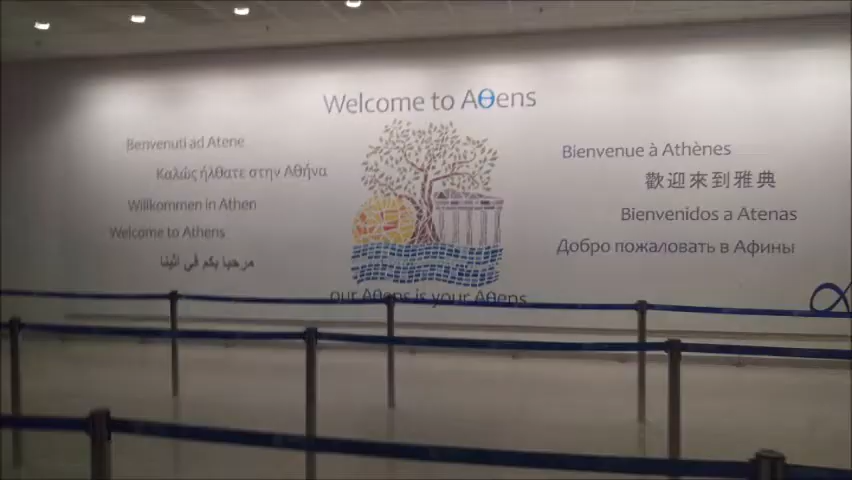 Welcome to AΘens
Benvenuti ad Atene
Καλώς ήλθατε στην Αθήνα
Willkommen in Athen
Welcome to Athens
مرحبا بكم في اثينا
Bienvenue à Athènes
歡迎來到雅典
Bienvenidos a Atenas
Добро пожаловать в Афины
our AΘens is your AΘens